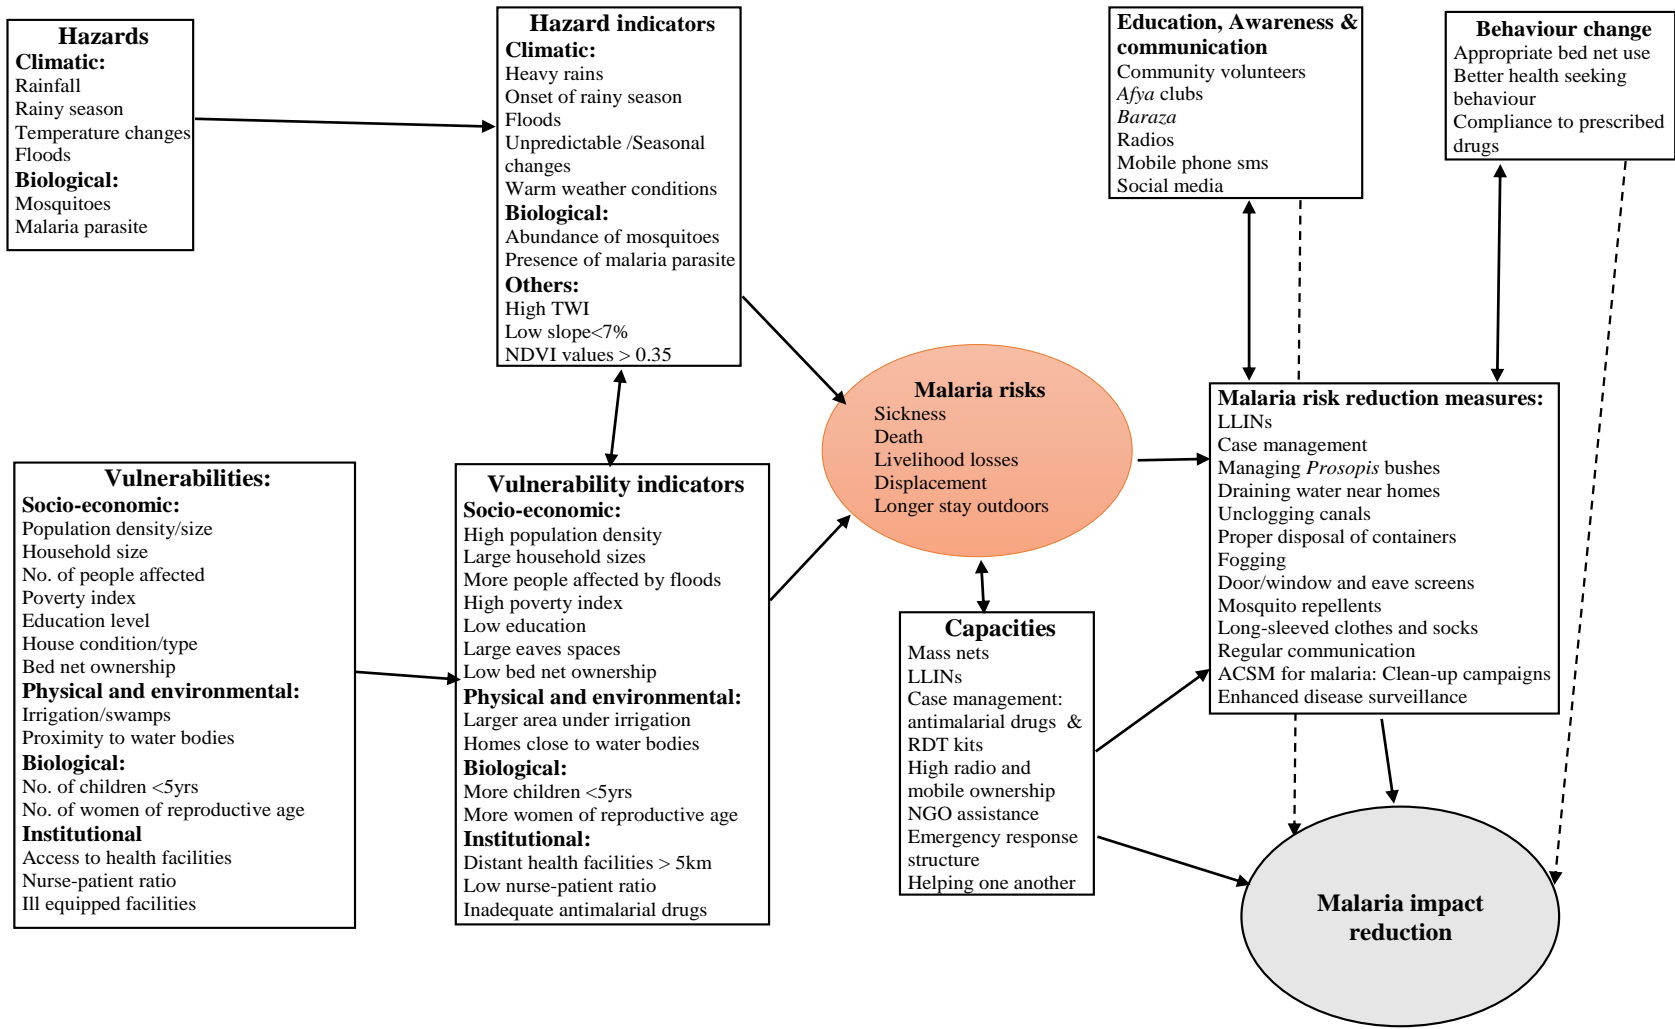 Hazards
Climatic:
Rainfall
Rainy season
Temperature changes
Floods
Biological:
Mosquitoes
Malaria parasite
Hazard indicators
Climatic:
Heavy rains
Onset of rainy season
Floods
Unpredictable /Seasonal
changes
Warm weather conditions
Biological:
Abundance of mosquitoes
Presence of malaria parasite
Others:
High TWI
Low slope<7%
NDVI values > 0.35
Education, Awareness &
communication
Community volunteers
Afya clubs
Baraza
Radios
Mobile phone sms
Social media
Behaviour change
Appropriate bed net use
Better health seeking
behaviour
Compliance to prescribed
drugs
Vulnerabilities:
Socio-economic:
Population density/size
Household size
No. of people affected
Poverty index
Education level
House condition/type
Bed net ownership
Physical and environmental:
Irrigation/swamps
Proximity to water bodies
Biological:
No. of children <5yrs
No. of women of reproductive age
Institutional
Access to health facilities
Nurse-patient ratio
Ill equipped facilities
Vulnerability indicators
Socio-economic:
High population density
Large household sizes
More people affected by floods
High poverty index
Low education
Large eaves spaces
Low bed net ownership
Physical and environmental:
Larger area under irrigation
Homes close to water bodies
Biological:
More children <5yrs
More women of reproductive age
Institutional:
Distant health facilities > 5km
Low nurse-patient ratio
Inadequate antimalarial drugs
Malaria risks
Sickness
Death
Livelihood losses
Displacement
Longer stay outdoors
Capacities
Mass nets
LLINs
Case management:
antimalarial drugs &
RDT kits
High radio and
mobile ownership
NGO assistance
Emergency response
structure
Helping one another
Malaria risk reduction measures:
LLINs
Case management
Managing Prosopis bushes
Draining water near homes
Unclogging canals
Proper disposal of containers
Fogging
Door/window and eave screens
Mosquito repellents
Long-sleeved clothes and socks
Regular communication
ACSM for malaria: Clean-up campaigns
Enhanced disease surveillance
Malaria impact
reduction